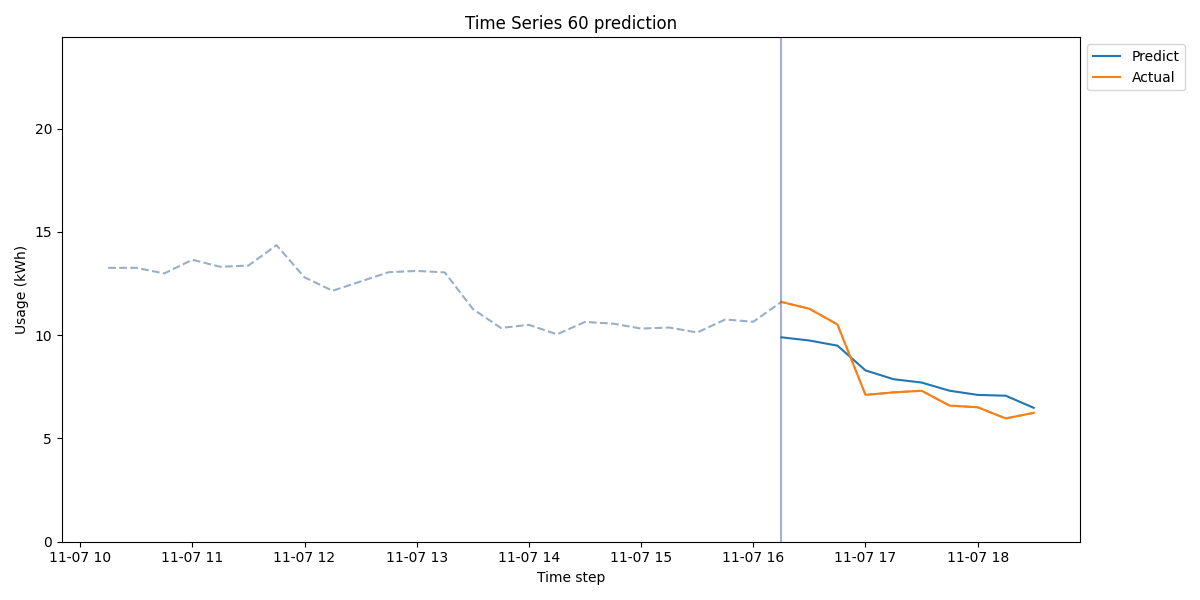 Time Series 60 prediction
Predict
Actual
20
15
10
5
0
Usage (kWh)
11-07 10 11-07 11 11-07 12 11-07 13 11-07 14 11-07 15 11-07 16 11-07 17 11-07 18
Time step